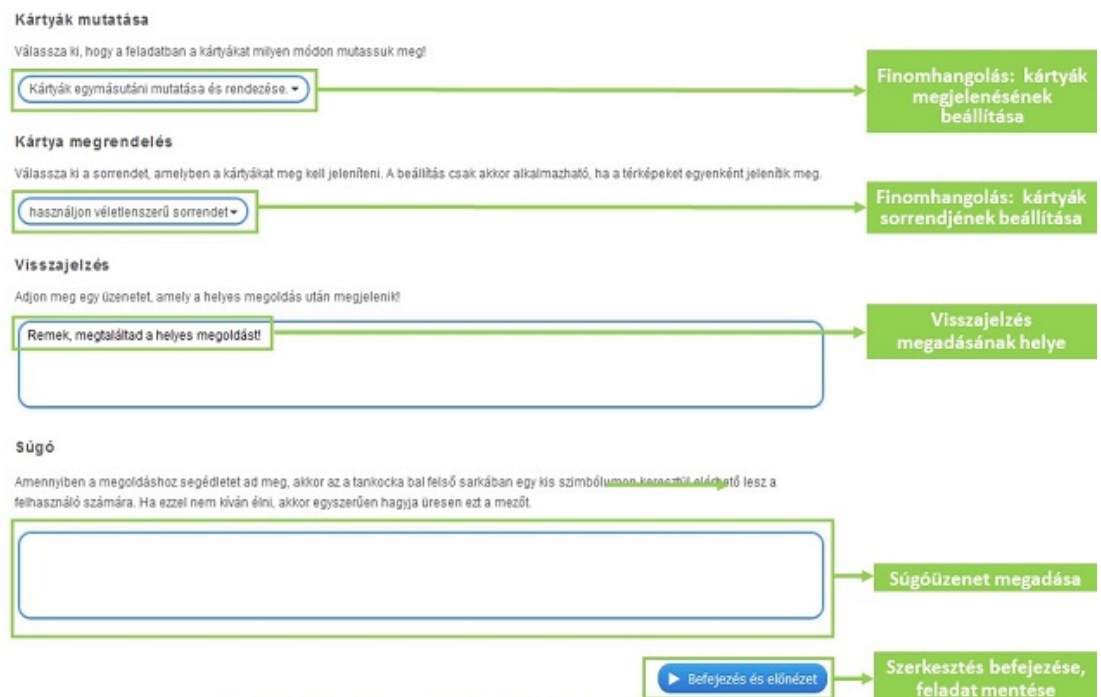 Kártyák mutatása
Válassza ki, hogy a feladatban a kártyákat milyen módon mutassuk meg!
Kártyák egymásutáni mutatása és rendezése.
Finomhangolás: kártyák
megjelenésének
beállítása
Kártya megrendelés
Válassza ki a sorrendet, amelyben a kártyákat meg kell jeleníteni. A beállítás csak akkor alkalmazható, ha a térképeket egyenként jelenítik meg.
használjon véletlenszerű sorrendet
Finomhangolás: kártyák
sorrendjének beállítása
Visszajelzés
Adjon meg egy üzenetet, amely a helyes megoldás után megjelenik!
Remek, megtaláltad a helyes megoldást!
Visszajelzés
megadásának helye
Súgó
Amennyiben a megoldáshoz segédletet ad meg, akkor az a tankocka bal felső sarkában egy kis szimbólumon keresztül elérhető lesz a
felhasználó számára. Ha ezzel nem kíván élni, akkor egyszerűen hagyja üresen ezt a mezőt.
Súgóüzenet megadása
Befejezés és előnézet
Szerkesztés befejezése,
feladat mentése